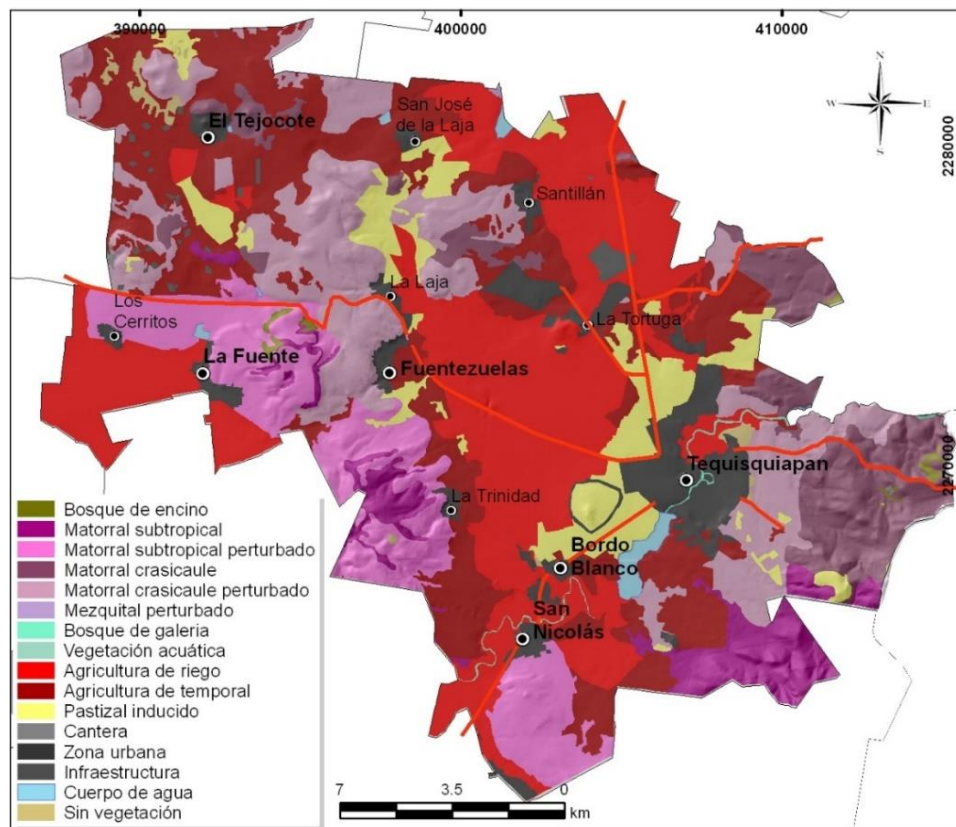 390000
400000
410000
N
W
E
S
2280000
2270000
El Tejocote
San José
de la Laja
Santillán
La Laja
Los
Cerritos
La Tortuga
La Fuente
Fuentezuelas
Tequisquiapan
La Trinidad
Bordo
Blanco
San
Nicolás
Bosque de encino
Matorral subtropical
Matorral subtropical perturbado
Matorral crasicaule
Matorral crasicaule perturbado
Mezquital perturbado
Bosque de galeria
Vegetación acuática
Agricultura de riego
Agricultura de temporal
Pastizal inducido
Cantera
Zona urbana
Infraestructura
Cuerpo de agua
Sin vegetación
7 3.5 0
km